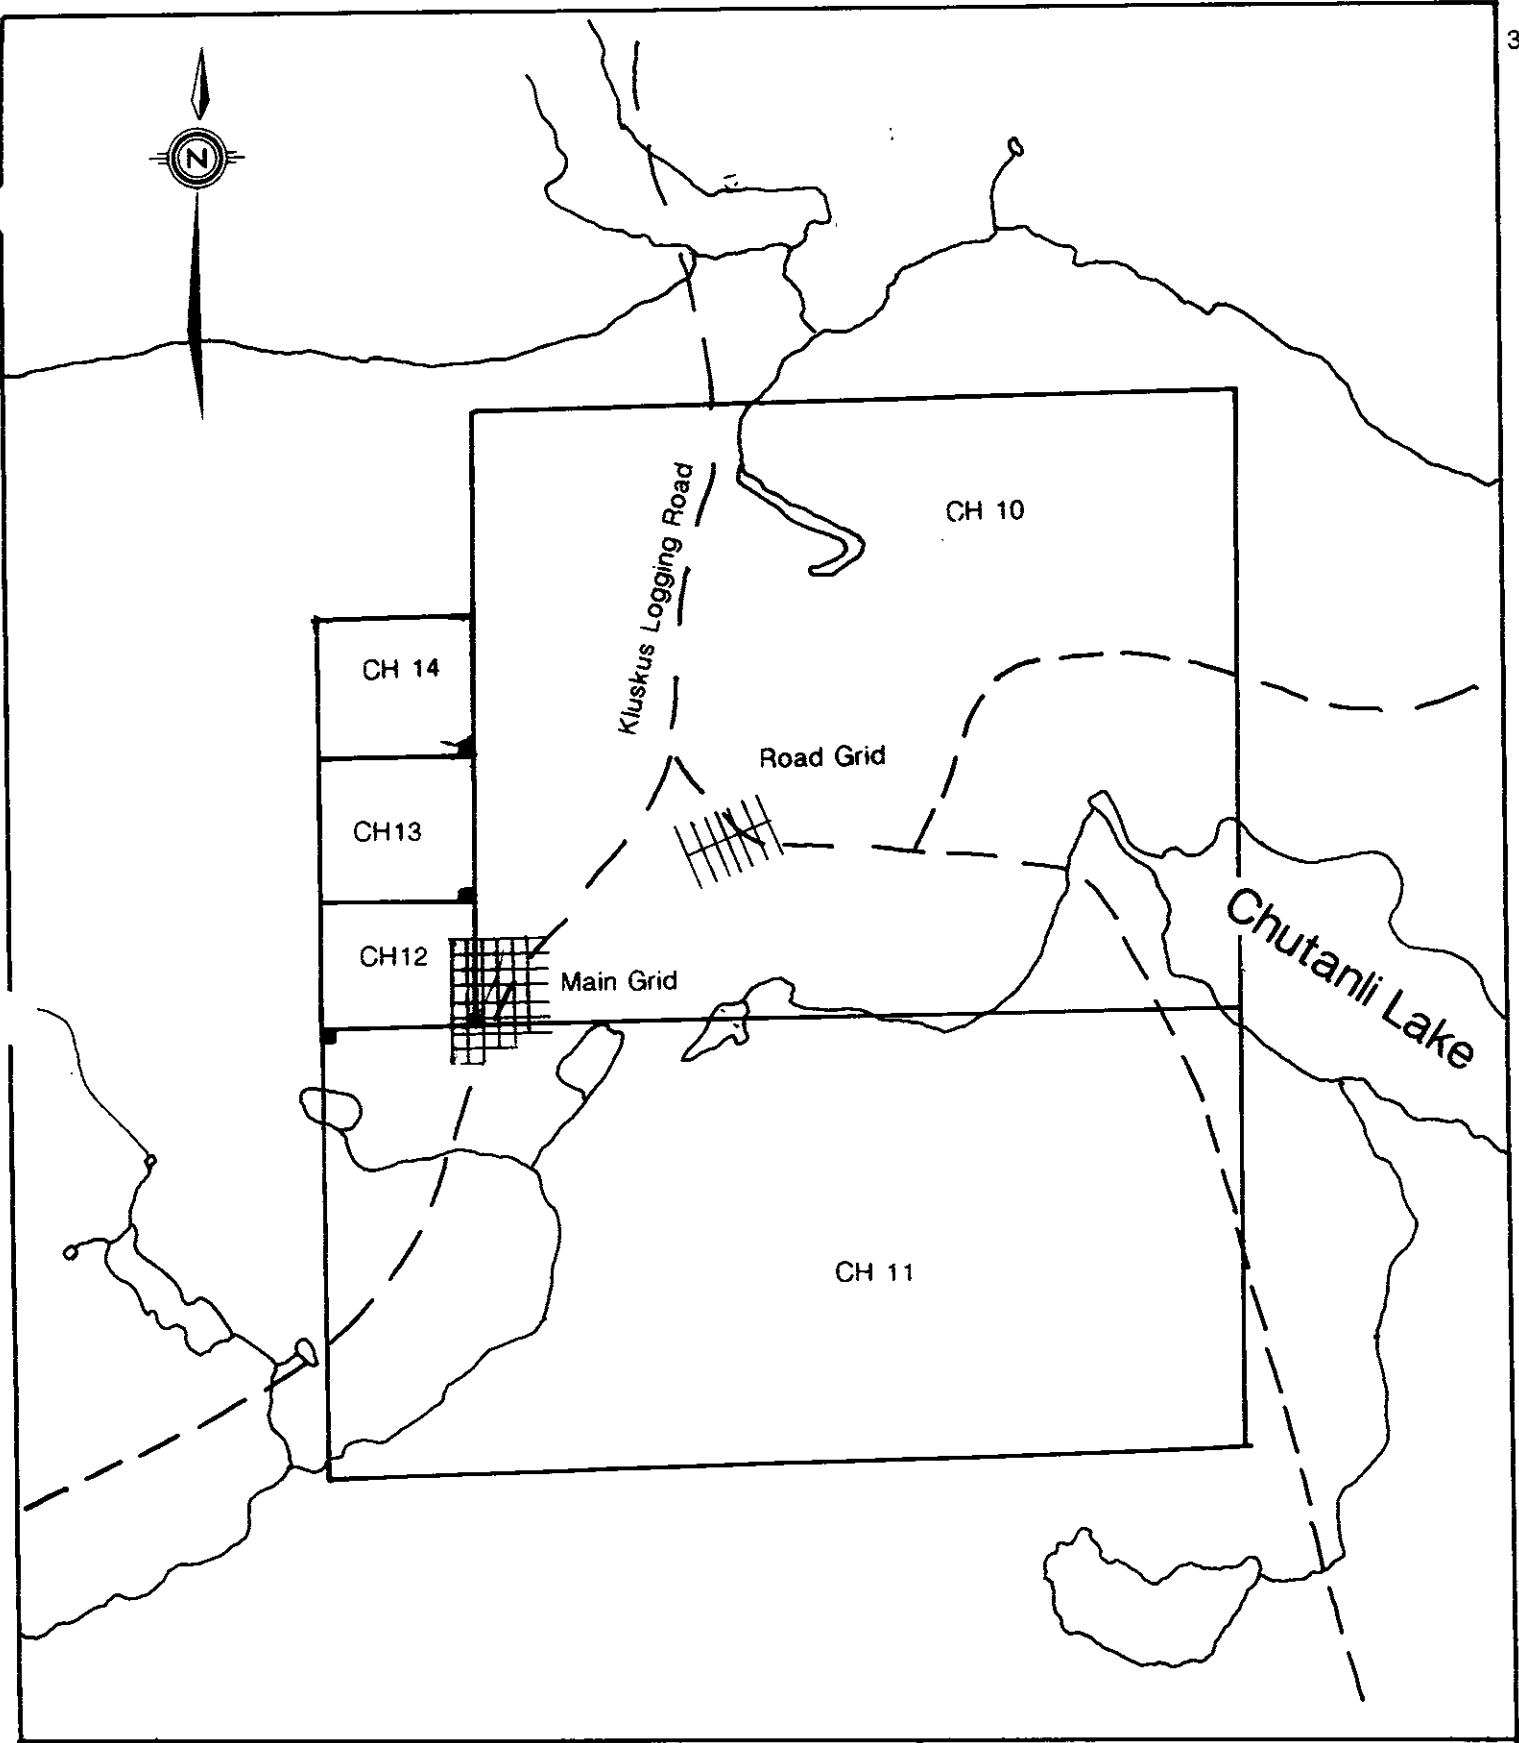 3
N
CH 10
Kluskus Logging Road
CH 14
Road Grid
CH13
Chutanli Lake
CH12
Main Grid
CH 11